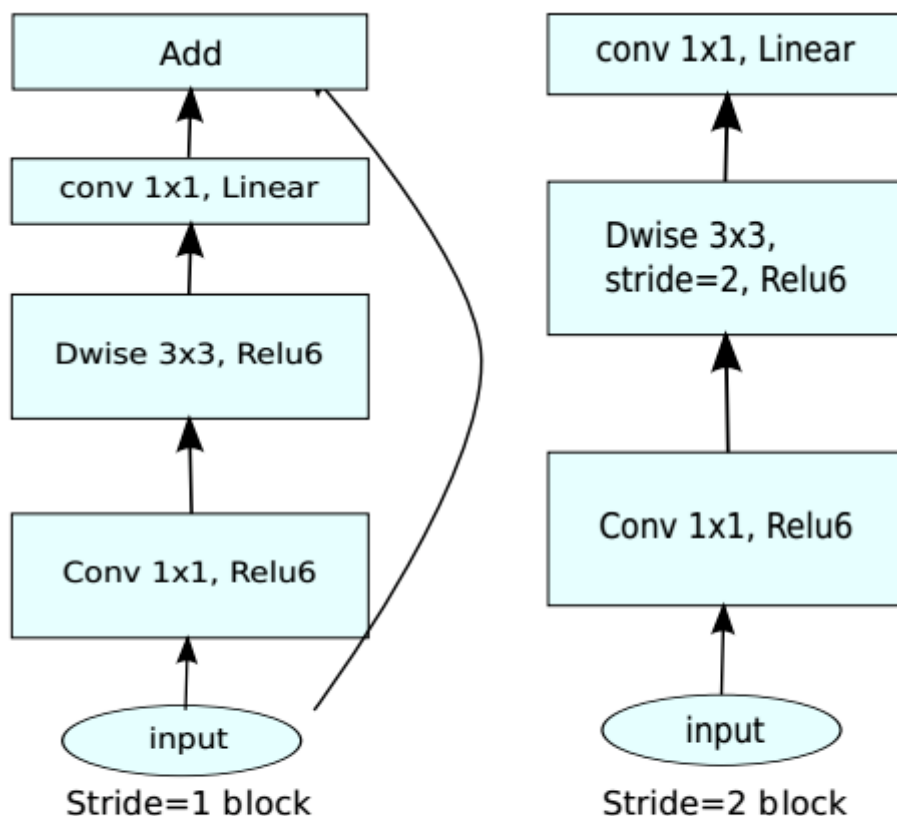 Add
conv 1x1, Linear
Dwise 3x3, Relu6
Conv 1x1, Relu6
input
Stride=1 block
conv 1x1, Linear
Dwise 3x3,
stride=2, Relu6
Conv 1x1, Relu6
input
Stride=2 block